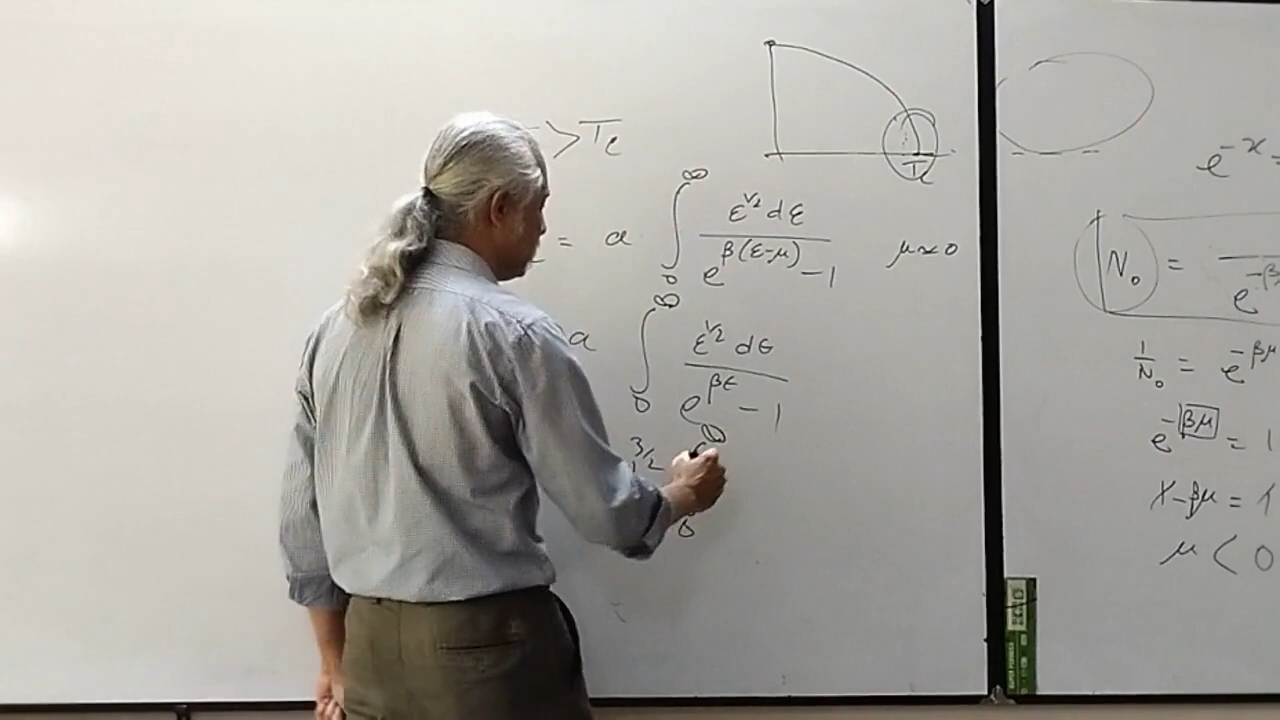 > Tc
Tc
= a ∫₀^∞ ε^{1/2} dε / (e^{β(ε-μ)} - 1) μ≈0
a ∫₀^∞ ε^{1/2} dϵ / (e^{βϵ} - 1)
3/2 ∞
0
e^{-x} =
N₀ =
e^{-β
1/N₀ = e^{-βμ
e^{-βμ} = 1
1-βμ = 1
μ < 0